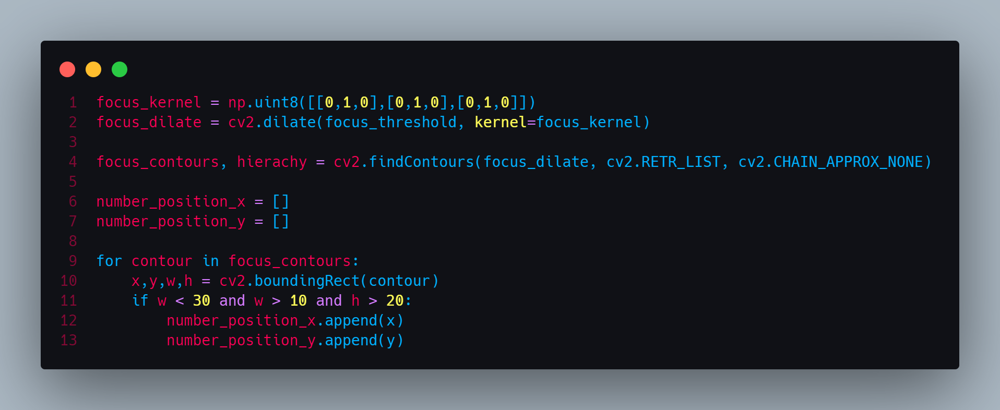 1 focus_kernel = np.uint8([[0,1,0],[0,1,0],[0,1,0]])
2 focus_dilate = cv2.dilate(focus_threshold, kernel=focus_kernel)
3
4 focus_contours, hierachy = cv2.findContours(focus_dilate, cv2.RETR_LIST, cv2.CHAIN_APPROX_NONE)
5
6 number_position_x = []
7 number_position_y = []
8
9 for contour in focus_contours:
10     x,y,w,h = cv2.boundingRect(contour)
11     if w < 30 and w > 10 and h > 20:
12         number_position_x.append(x)
13         number_position_y.append(y)